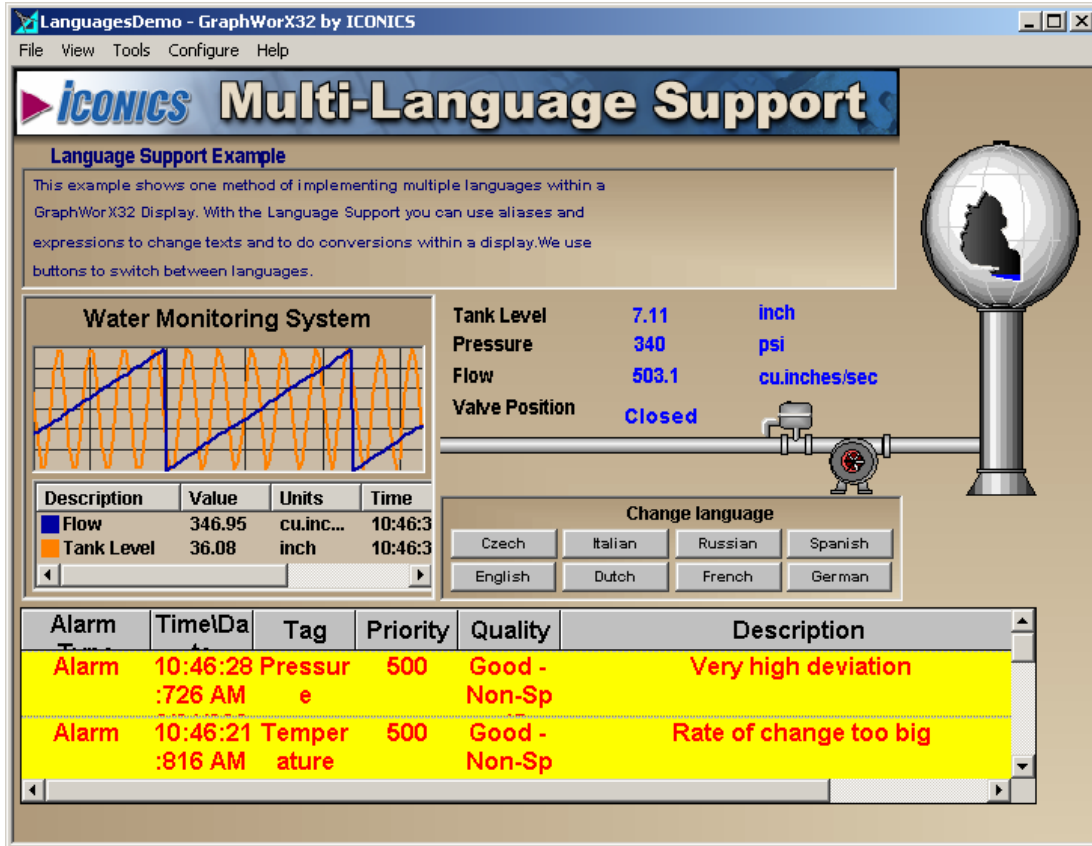 LanguagesDemo - GraphWorX32 by ICONICS
File View Tools Configure Help
ICONICS Multi-Language Support
Language Support Example
This example shows one method of implementing multiple languages within a
GraphWorX32 Display. With the Language Support you can use aliases and
expressions to change texts and to do conversions within a display.We use
buttons to switch between languages.
Water Monitoring System
Description Value Units Time
Flow 346.95 cu.inc... 10:46:3
Tank Level 36.08 inch 10:46:3
Tank Level 7.11 inch
Pressure 340 psi
Flow 503.1 cu.inches/sec
Valve Position Closed
Change language
Czech Italian Russian Spanish
English Dutch French German
Alarm Time\Da Tag Priority Quality Description
Alarm 10:46:28 Pressur 500 Good - Very high deviation
:726 AM e Non-Sp
Alarm 10:46:21 Temper 500 Good - Rate of change too big
:816 AM ature Non-Sp